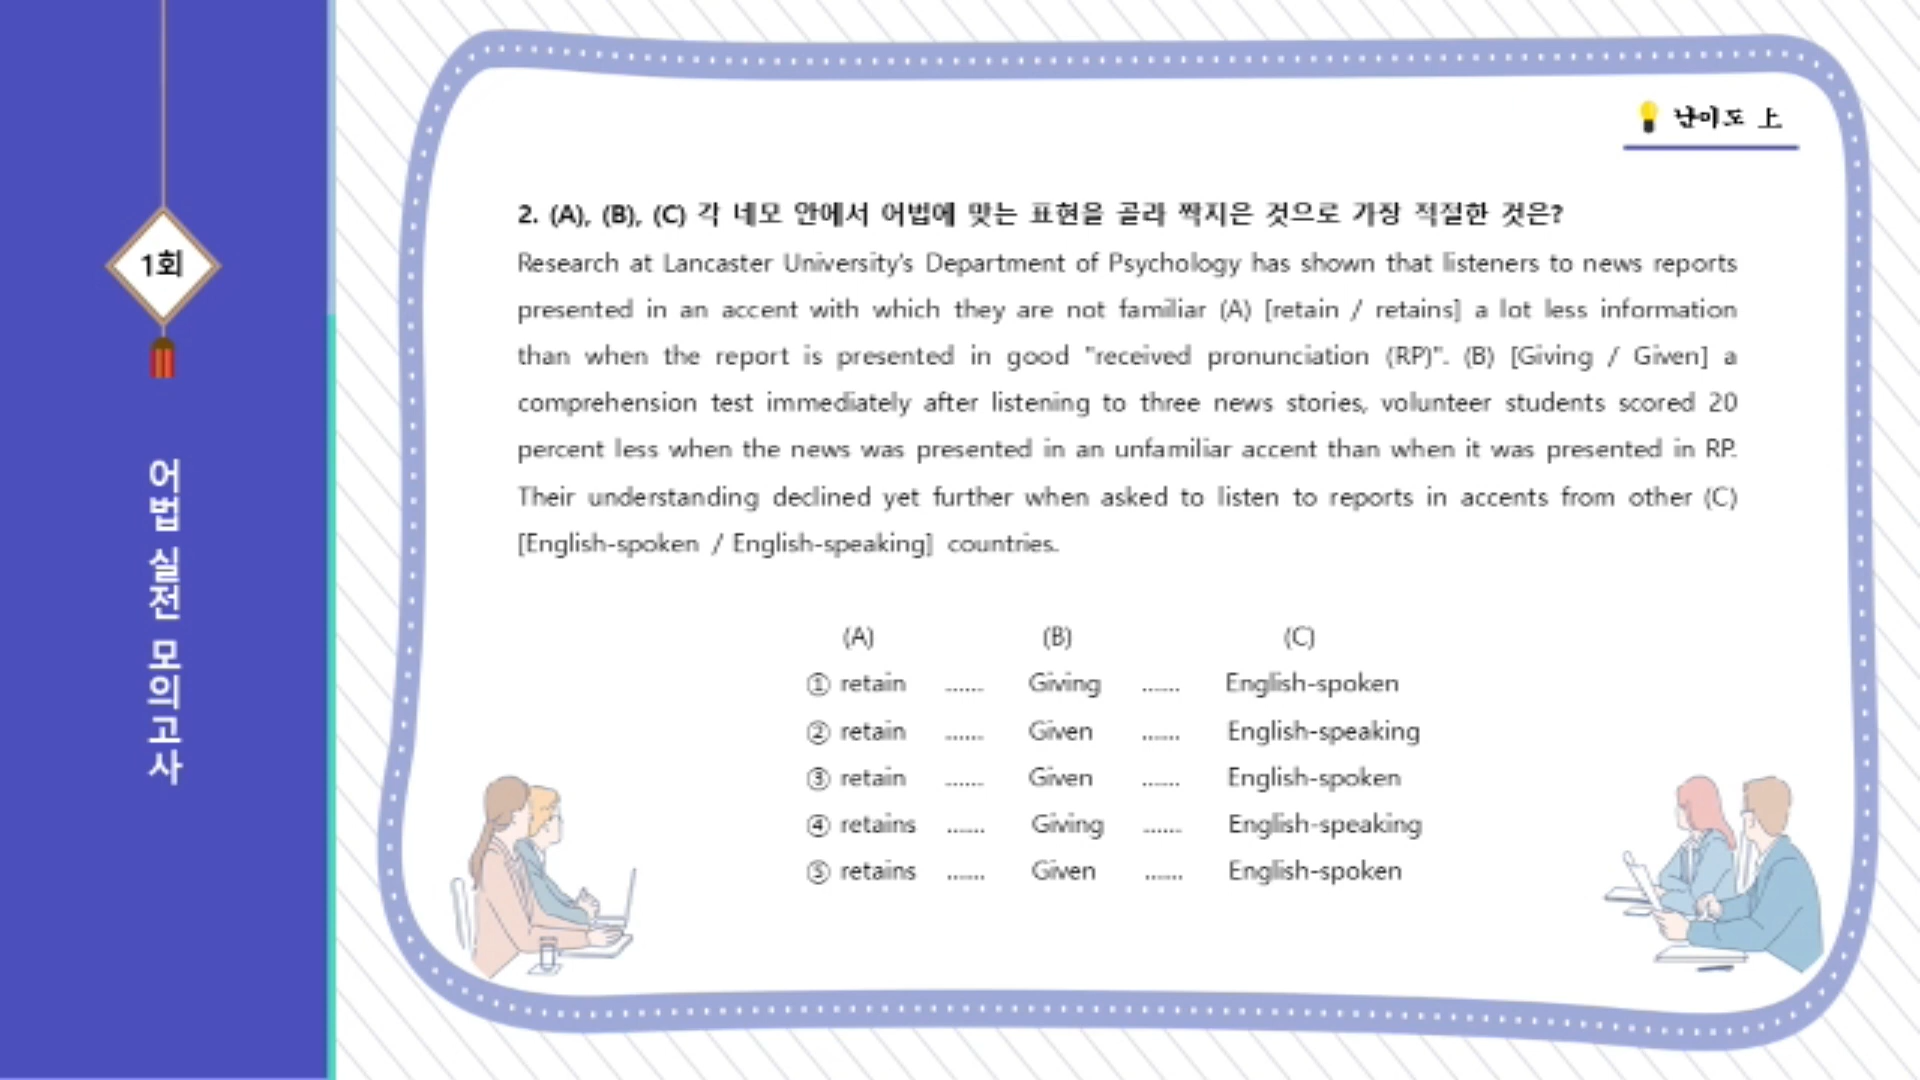 1회
어법 실전 모의고사
난이도 上
2. (A), (B), (C) 각 네모 안에서 어법에 맞는 표현을 골라 짝지은 것으로 가장 적절한 것은?
Research at Lancaster University's Department of Psychology has shown that listeners to news reports
presented in an accent with which they are not familiar (A) [retain / retains] a lot less information
than when the report is presented in good "received pronunciation (RP)". (B) [Giving / Given] a
comprehension test immediately after listening to three news stories, volunteer students scored 20
percent less when the news was presented in an unfamiliar accent than when it was presented in RP.
Their understanding declined yet further when asked to listen to reports in accents from other (C)
[English-spoken / English-speaking] countries.
(A) (B) (C)
① retain ...... Giving ...... English-spoken
② retain ...... Given ...... English-speaking
③ retain ...... Given ...... English-spoken
④ retains ...... Giving ...... English-speaking
⑤ retains ...... Given ...... English-spoken